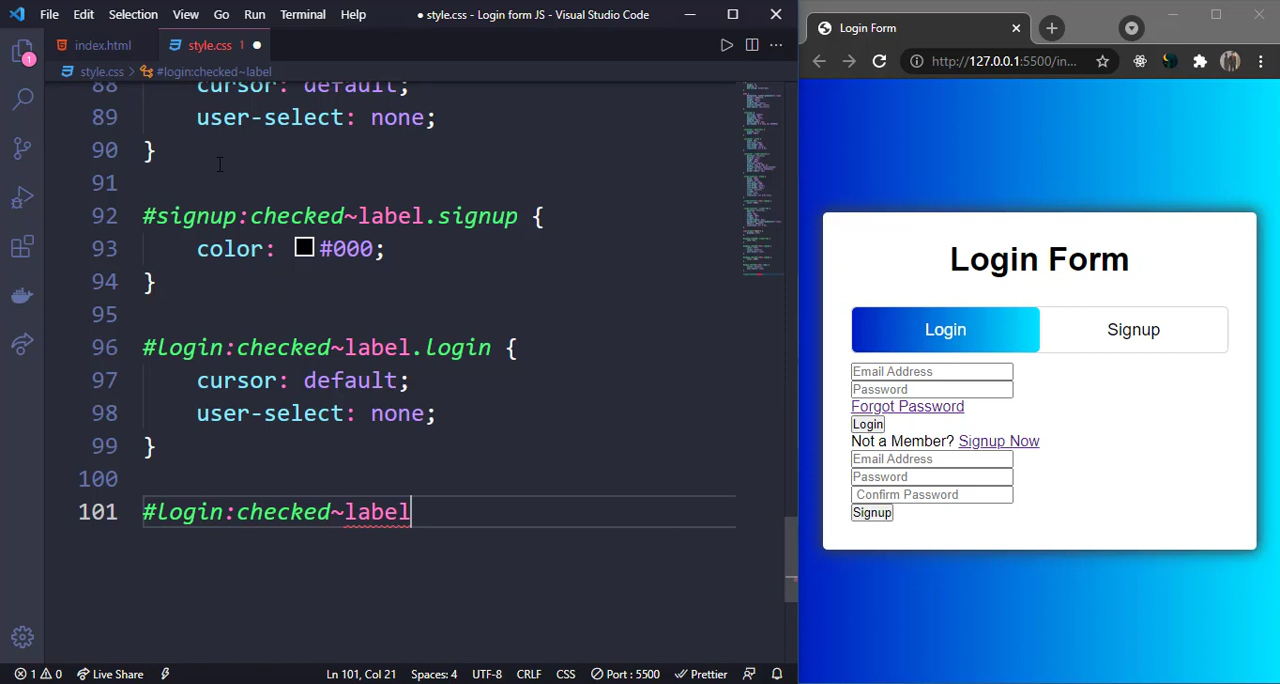 File Edit Selection View Go Run Terminal Help ● style.css - Login form JS - Visual Studio Code
index.html style.css 1 ●
style.css > #login:checked~label
88 cursor: default;
89 user-select: none;
90 }
91
92 #signup:checked~label.signup {
93 color: #000;
94 }
95
96 #login:checked~label.login {
97 cursor: default;
98 user-select: none;
99 }
100
101 #login:checked~label
1
1 0 Live Share Ln 101, Col 21 Spaces: 4 UTF-8 CRLF CSS Port : 5500 Prettier
Login Form
http://127.0.0.1:5500/in...
Login Form
Login Signup
Email Address
Password
Forgot Password
Login
Not a Member? Signup Now
Email Address
Password
Confirm Password
Signup